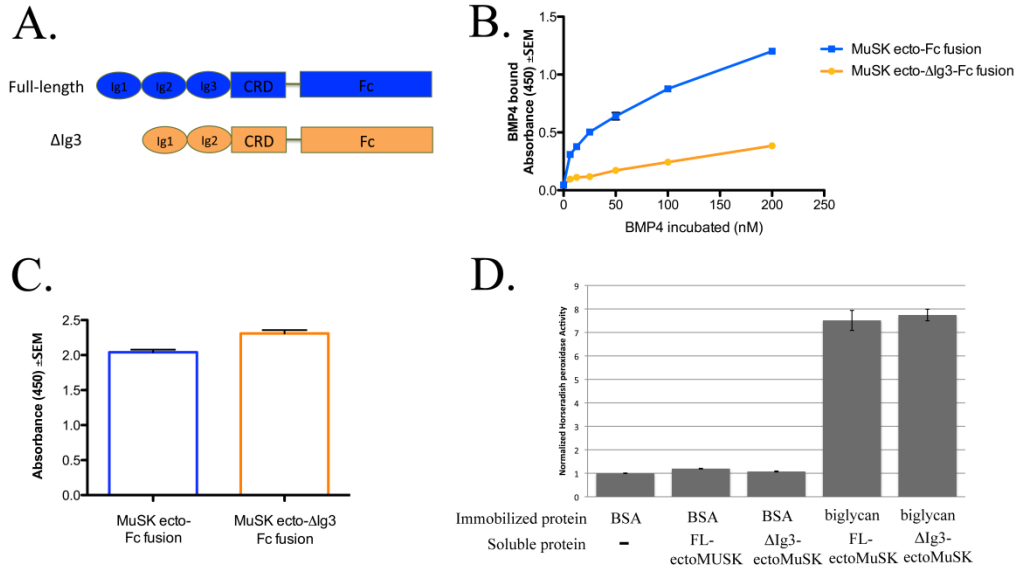 A.
Full-length
Ig1 Ig2 Ig3 CRD Fc
ΔIg3
Ig1 Ig2 CRD Fc
B.
BMP4 bound
Absorbance (450) ±SEM
1.5
1.0
0.5
0.0
0 50 100 150 200 250
BMP4 incubated (nM)
MuSK ecto-Fc fusion
MuSK ecto-ΔIg3-Fc fusion
C.
Absorbance (450) ±SEM
2.5
2.0
1.5
1.0
0.5
0.0
MuSK ecto-
Fc fusion
MuSK ecto-ΔIg3
Fc fusion
D.
Normalized Horseradish peroxidase Activity
9
8
7
6
5
4
3
2
1
0
Immobilized protein BSA BSA BSA biglycan biglycan
Soluble protein – FL- ΔIg3- FL- ΔIg3-
ectoMUSK ectoMuSK ectoMuSK ectoMuSK